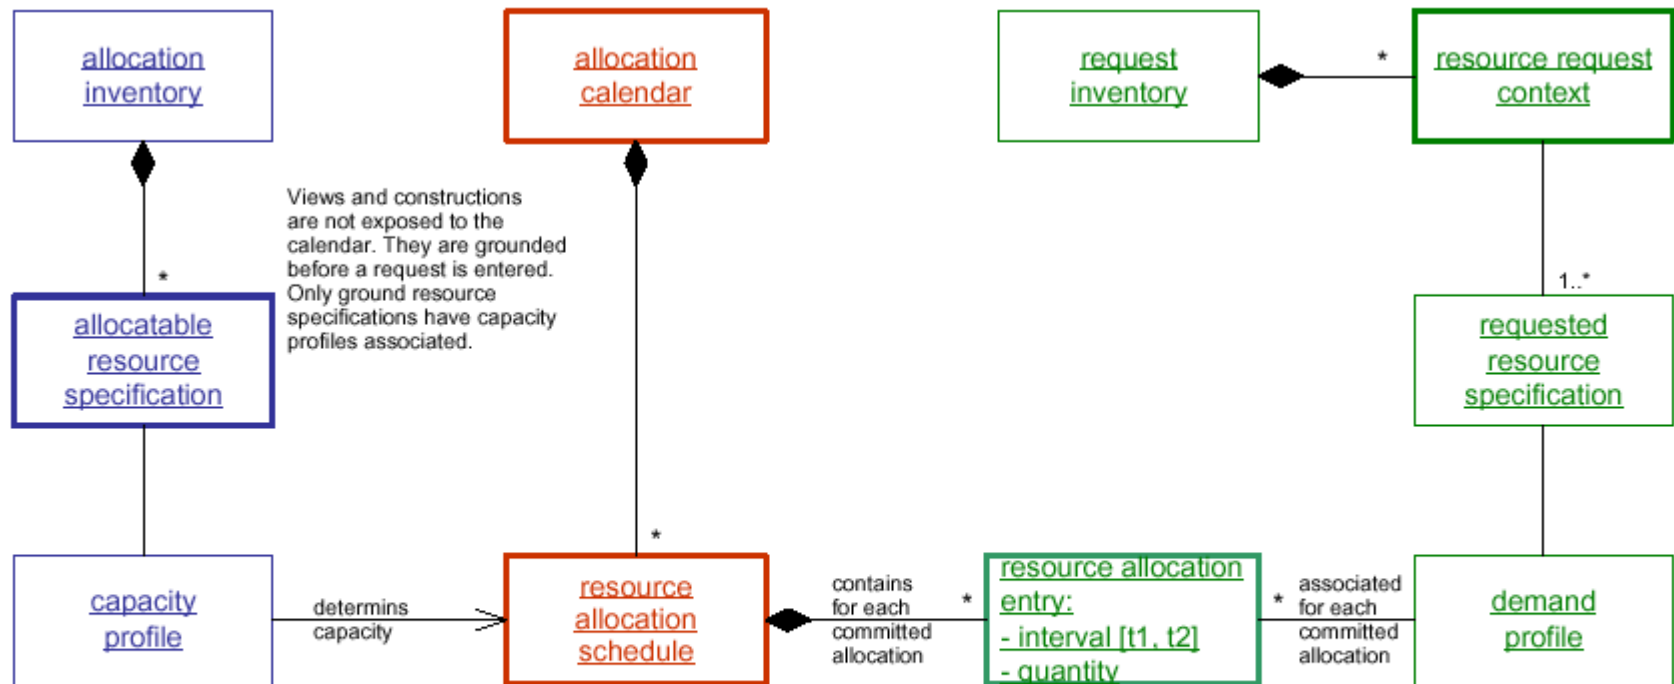 allocation
inventory
allocation
calendar
request
inventory
*
resource request
context
Views and constructions
are not exposed to the
calendar. They are grounded
before a request is entered.
Only ground resource
specifications have capacity
profiles associated.
*
1..*
allocatable
resource
specification
requested
resource
specification
*
capacity
profile
determins
capacity
resource
allocation
schedule
contains
for each
committed
allocation
*
resource allocation
entry:
- interval [t1, t2]
- quantity
*
associated
for each
committed
allocation
demand
profile